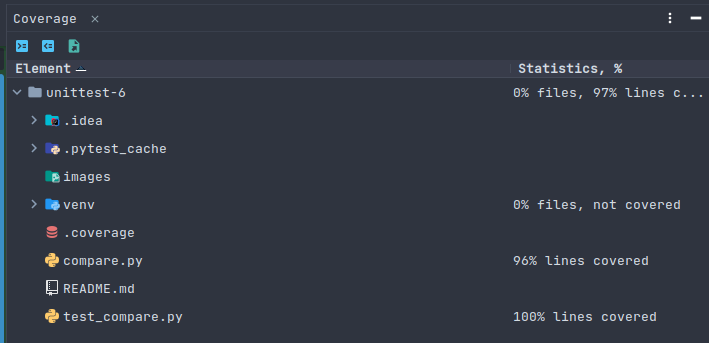 Coverage
Element Statistics, %
unittest-6 0% files, 97% lines c...
.idea
.pytest_cache
images
venv 0% files, not covered
.coverage
compare.py 96% lines covered
README.md
test_compare.py 100% lines covered